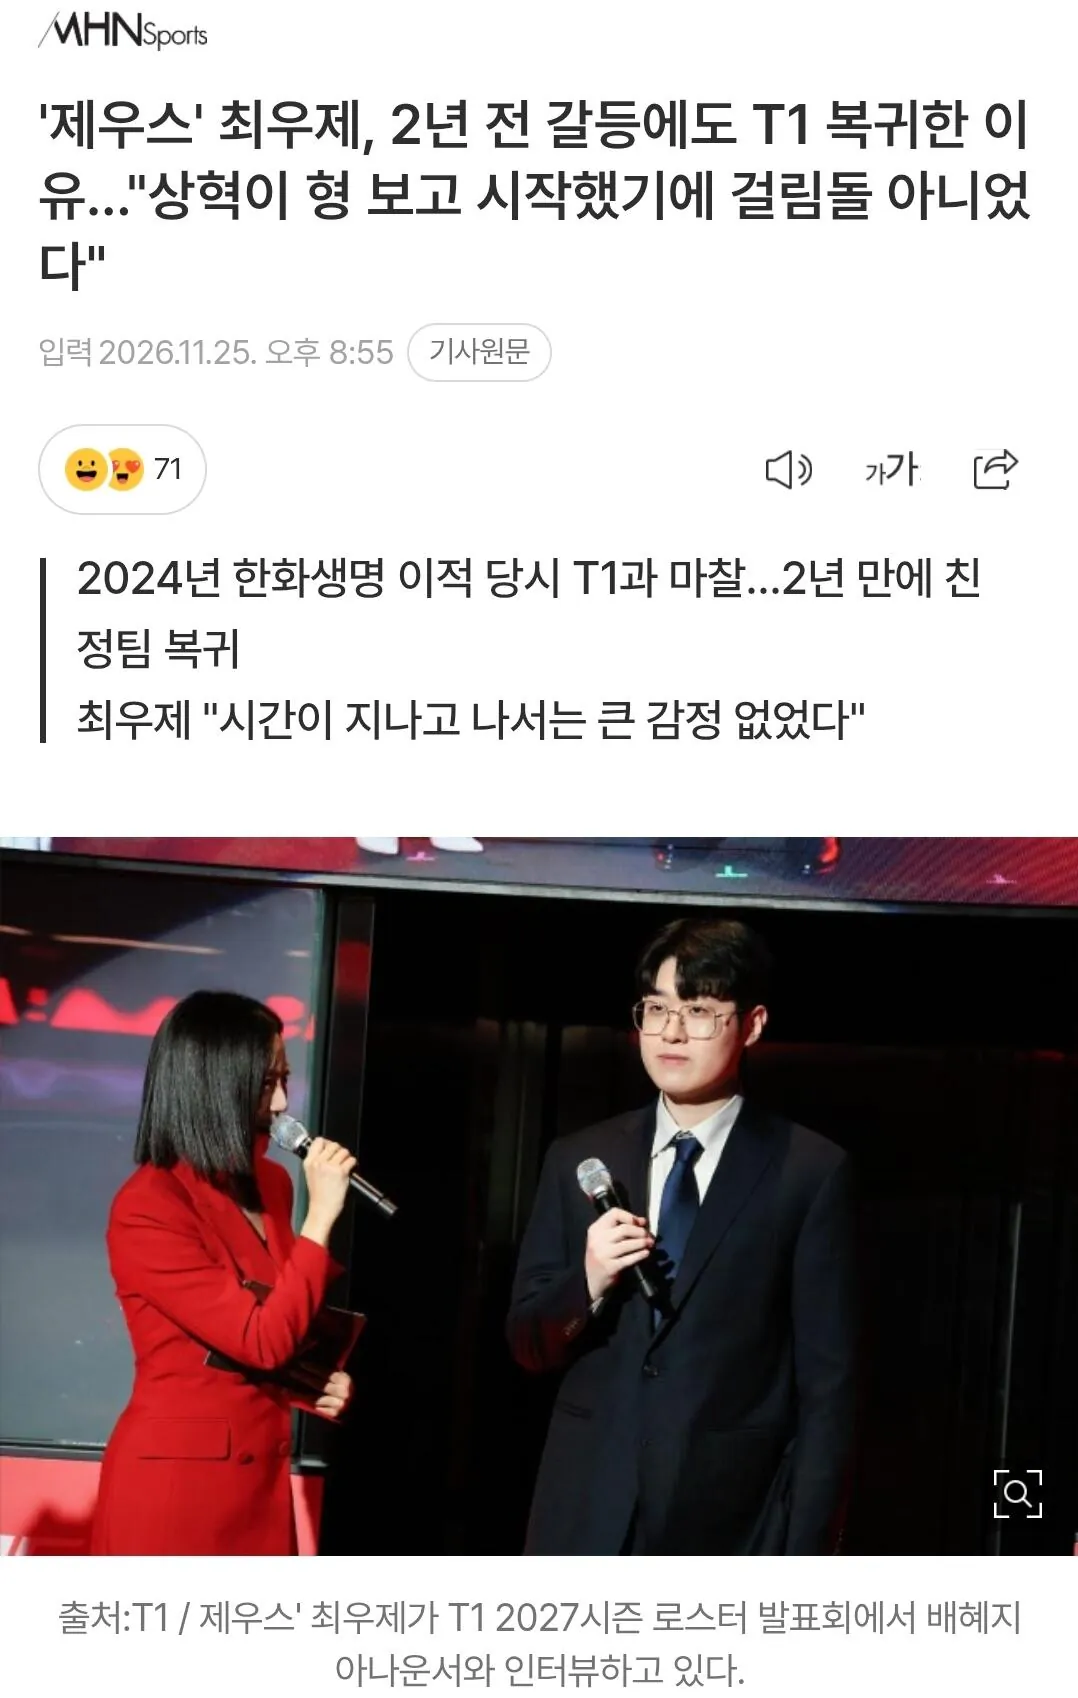 MHNSports
'제우스' 최우제, 2년 전 갈등에도 T1 복귀한 이
유..."상혁이 형 보고 시작했기에 걸림돌 아니었
다"
입력 2026.11.25. 오후 8:55 기사원문
71
가가
2024년 한화생명 이적 당시 T1과 마찰...2년 만에 친
정팀 복귀
최우제 "시간이 지나고 나서는 큰 감정 없었다"
출처:T1 / 제우스' 최우제가 T1 2027시즌 로스터 발표회에서 배혜지
아나운서와 인터뷰하고 있다.